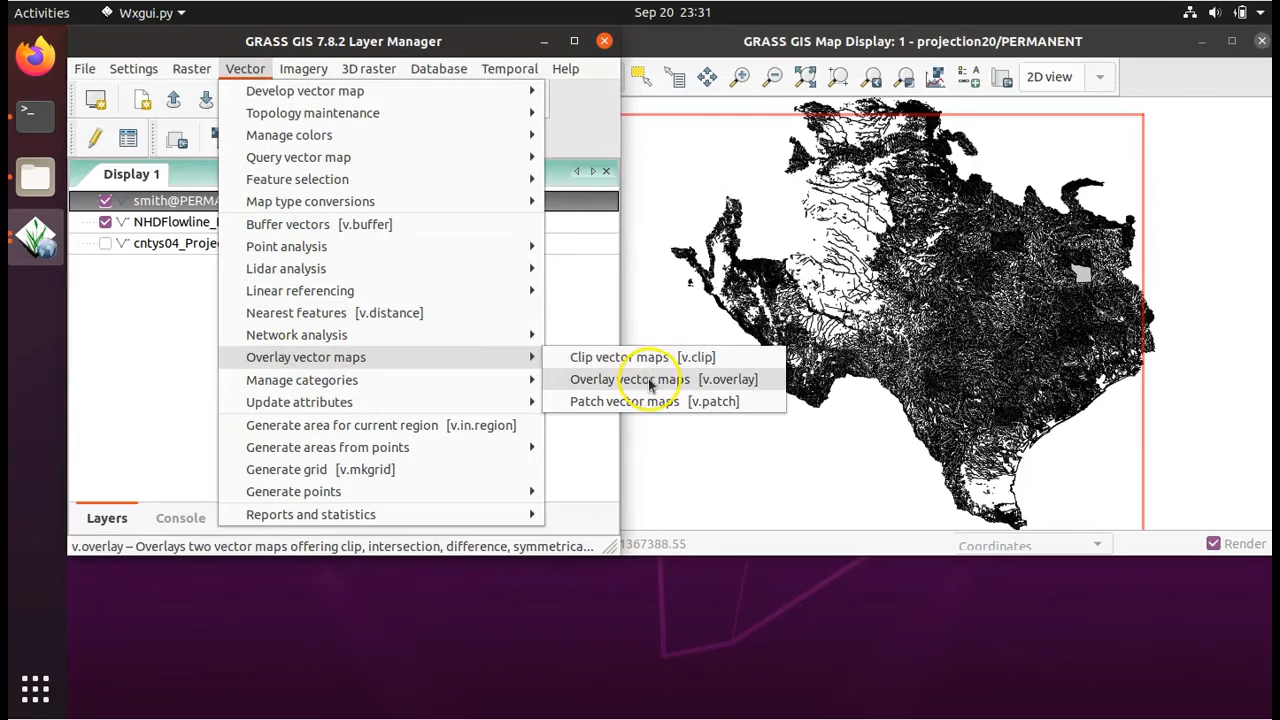 Activities
Wxgui.py
Sep 20 23:31
GRASS GIS 7.8.2 Layer Manager
GRASS GIS Map Display: 1 - projection20/PERMANENT
File Settings Raster Vector Imagery 3D raster Database Temporal Help
2D view
Develop vector map
Topology maintenance
Manage colors
Query vector map
Display 1
Feature selection
smith@PERMA
Map type conversions
NHDFlowline_
Buffer vectors [v.buffer]
cntys04_Proje
Point analysis
Lidar analysis
Linear referencing
Nearest features [v.distance]
Network analysis
Overlay vector maps
Clip vector maps [v.clip]
Overlay vector maps [v.overlay]
Patch vector maps [v.patch]
Manage categories
Update attributes
Generate area for current region [v.in.region]
Generate areas from points
Generate grid [v.mkgrid]
Generate points
Reports and statistics
Layers Console
v.overlay – Overlays two vector maps offering clip, intersection, difference, symmetrica...
1367388.55
Coordinates
Render